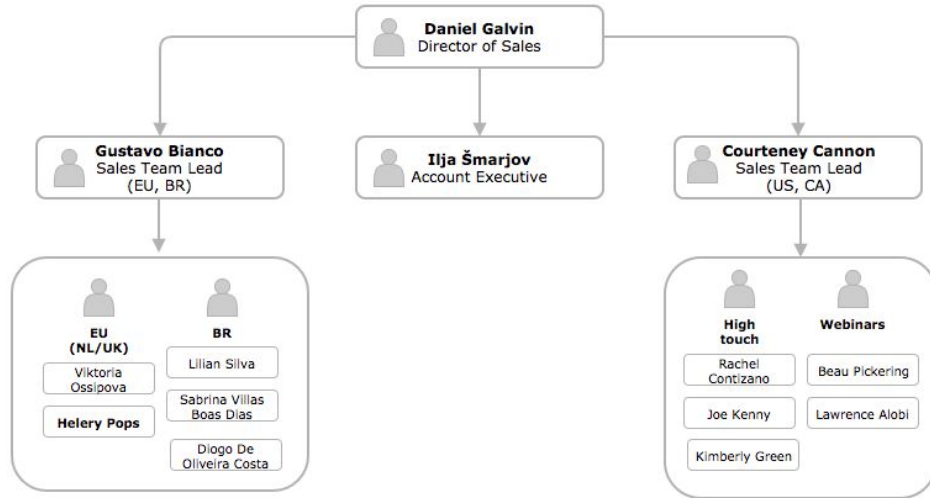 Daniel Galvin
Director of Sales
Gustavo Bianco
Sales Team Lead
(EU, BR)
Ilja Šmarjov
Account Executive
Courteney Cannon
Sales Team Lead
(US, CA)
EU
(NL/UK)
Viktoria
Ossipova
Helery Pops
BR
Lilian Silva
Sabrina Villas
Boas Dias
Diogo De
Oliveira Costa
High
touch
Rachel
Contizano
Joe Kenny
Kimberly Green
Webinars
Beau Pickering
Lawrence Alobi